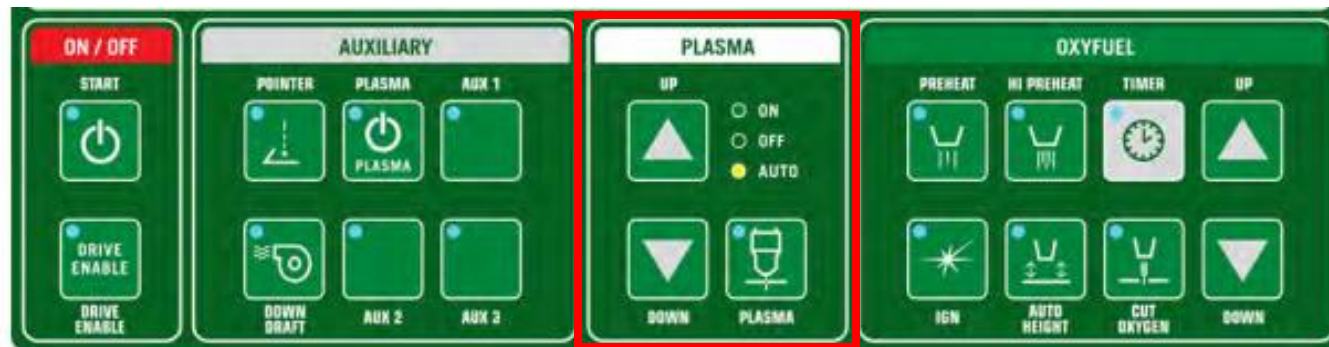 ON / OFF
START
DRIVE
ENABLE
DRIVE
ENABLE
AUXILIARY
POINTER
PLASMA
AUX 1
PLASMA
DOWN
DRAFT
AUX 2
AUX 3
PLASMA
UP
ON
OFF
AUTO
DOWN
PLASMA
OXYFUEL
PREHEAT
HI PREHEAT
TIMER
UP
IGN
AUTO
HEIGHT
CUT
OXYGEN
DOWN